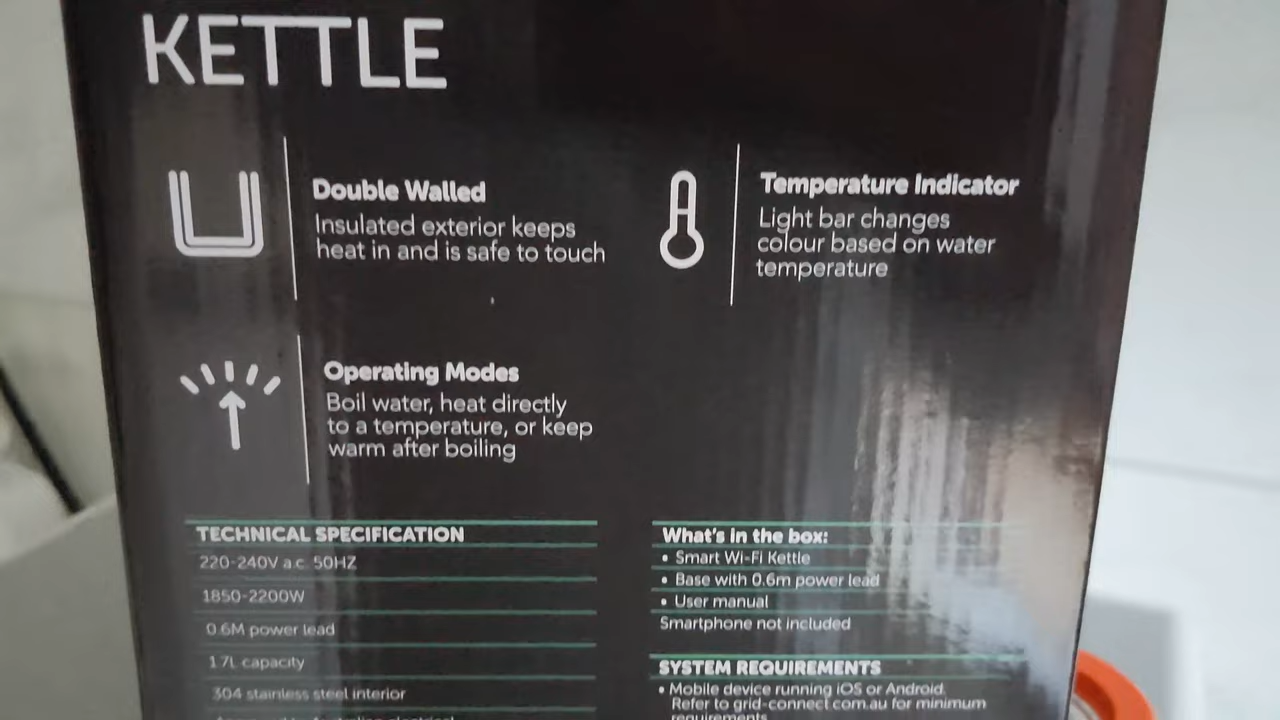 KETTLE
Double Walled
Insulated exterior keeps
heat in and is safe to touch
Temperature Indicator
Light bar changes
colour based on water
temperature
Operating Modes
Boil water, heat directly
to a temperature, or keep
warm after boiling
TECHNICAL SPECIFICATION
220-240V a.c. 50HZ
1850-2200W
0.6M power lead
1.7L capacity
304 stainless steel interior
What's in the box:
• Smart Wi-Fi Kettle
• Base with 0.6m power lead
• User manual
Smartphone not included
SYSTEM REQUIREMENTS
• Mobile device running iOS or Android.
Refer to grid-connect.com.au for minimum
requirements